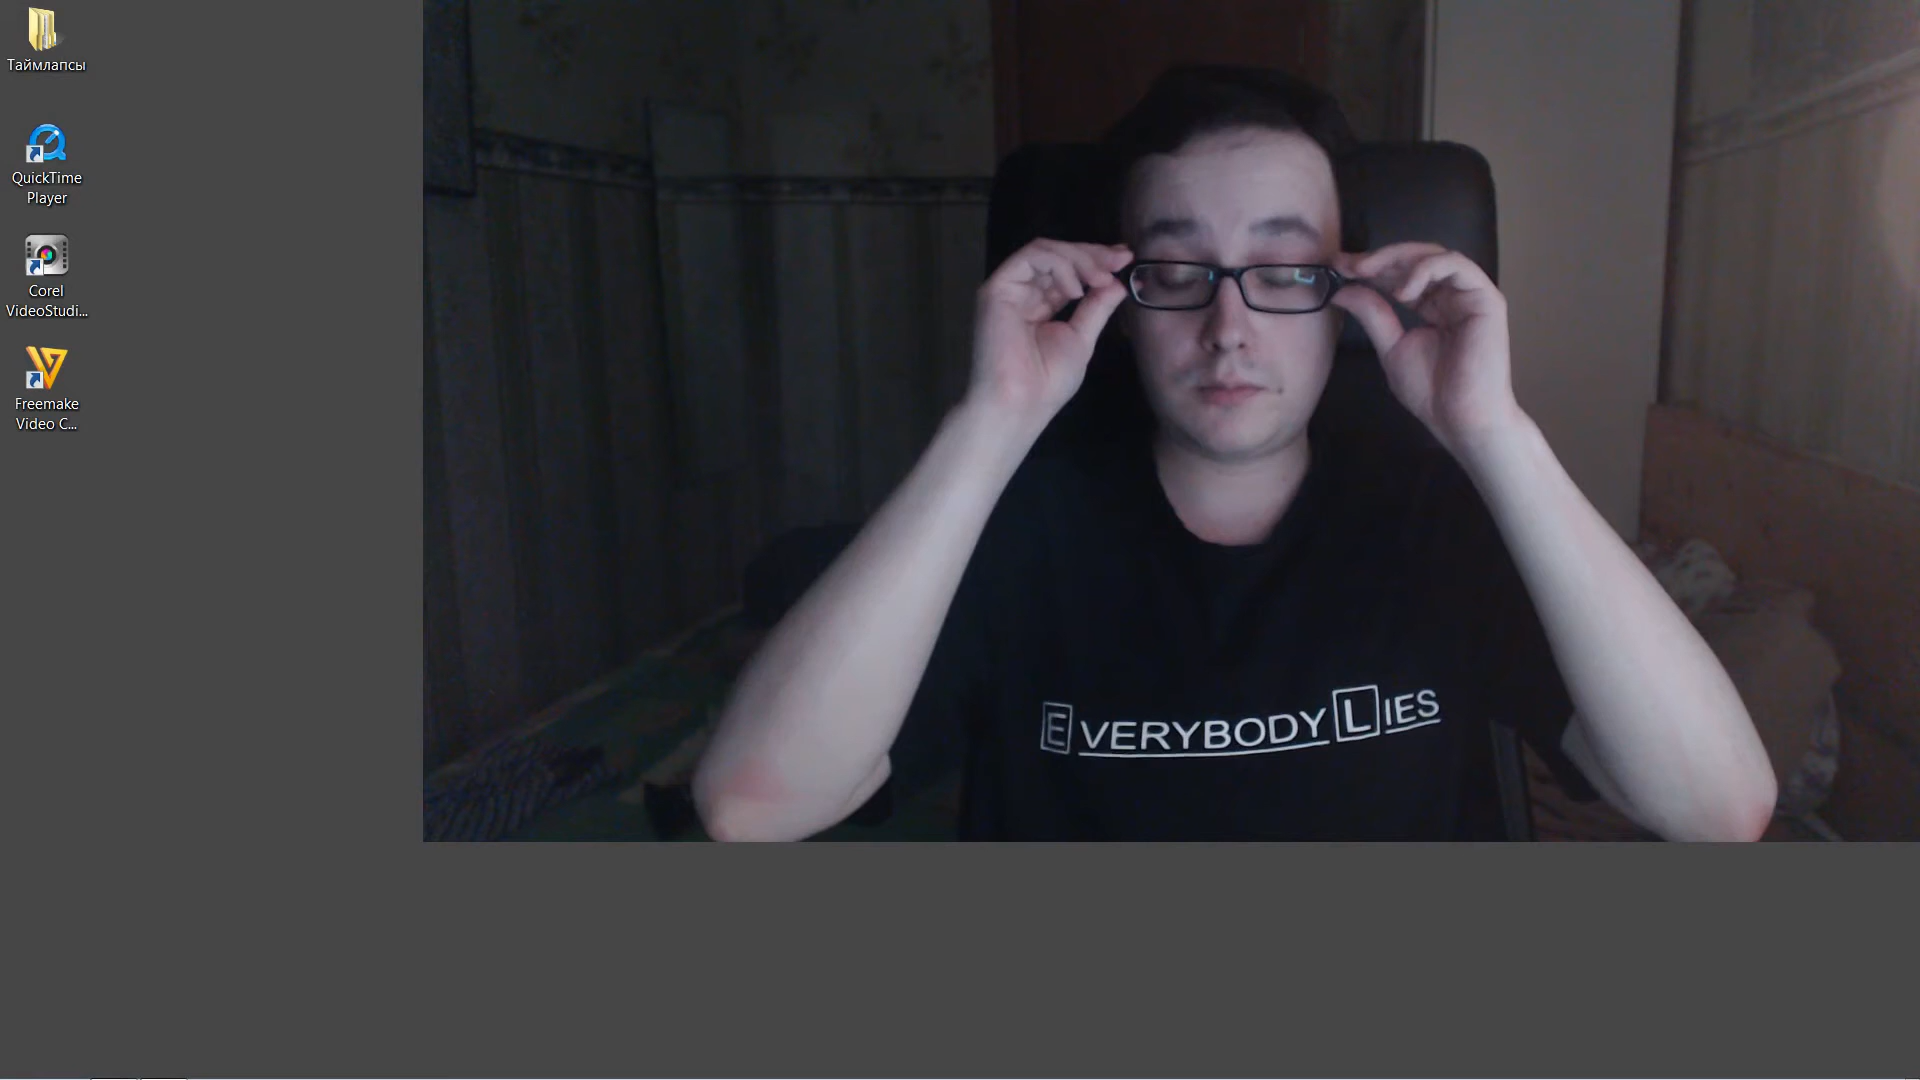 Таймлапсы
QuickTime
Player
Corel
VideoStudi...
Freemake
Video C...
EVERYBODY LIES